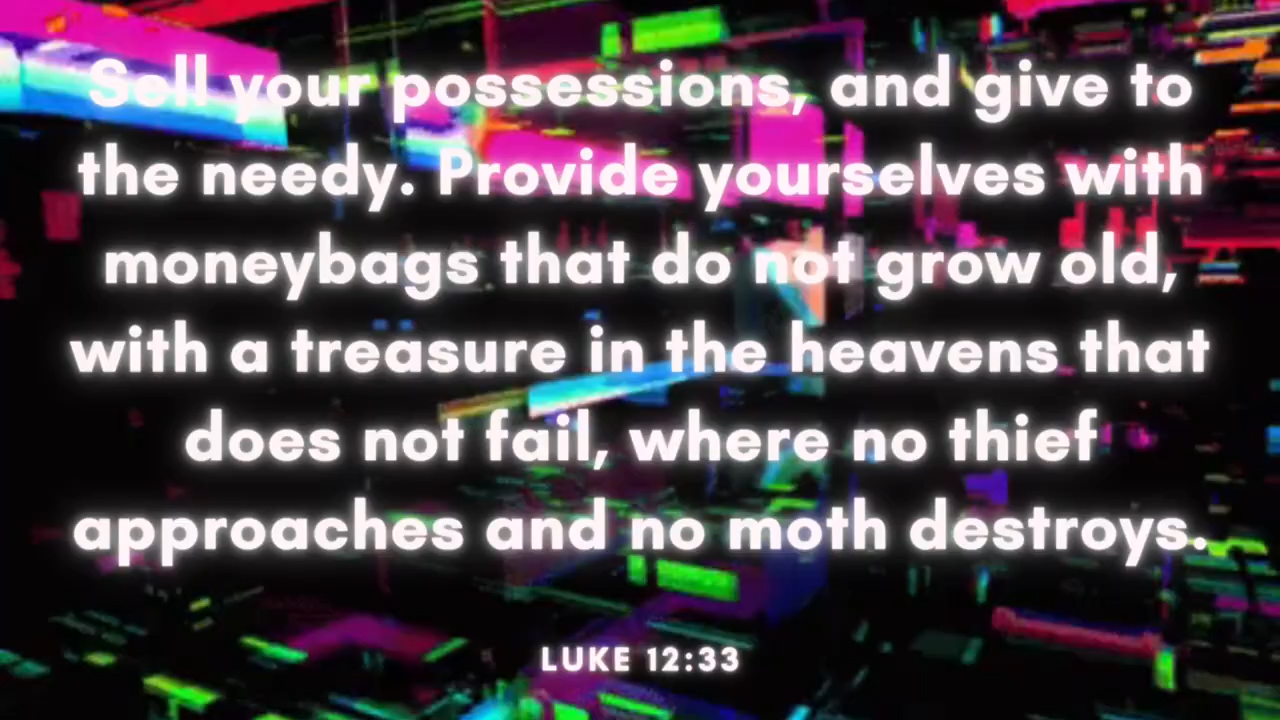 Sell your possessions, and give to
the needy. Provide yourselves with
moneybags that do not grow old,
with a treasure in the heavens that
does not fail, where no thief
approaches and no moth destroys.
LUKE 12:33